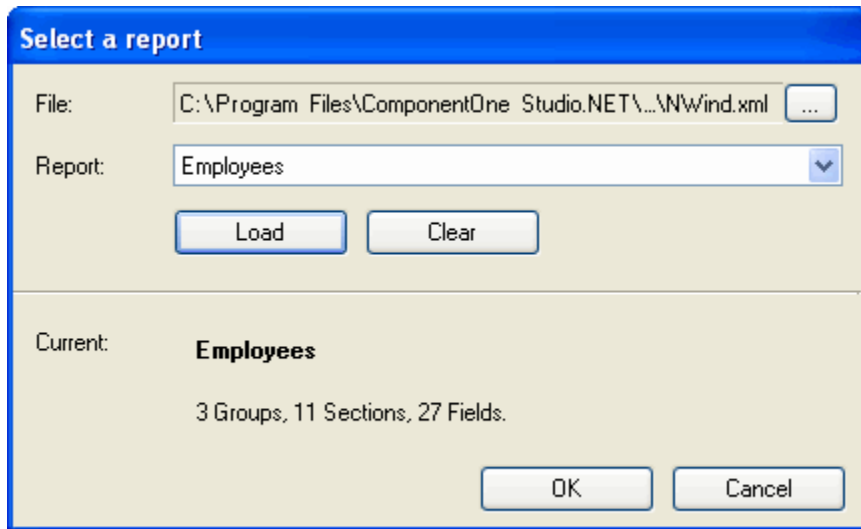 Select a report
File: C:\Program Files\ComponentOne Studio.NET\...\NWind.xml ...
Report: Employees
Load Clear
Current: Employees
3 Groups, 11 Sections, 27 Fields.
OK Cancel